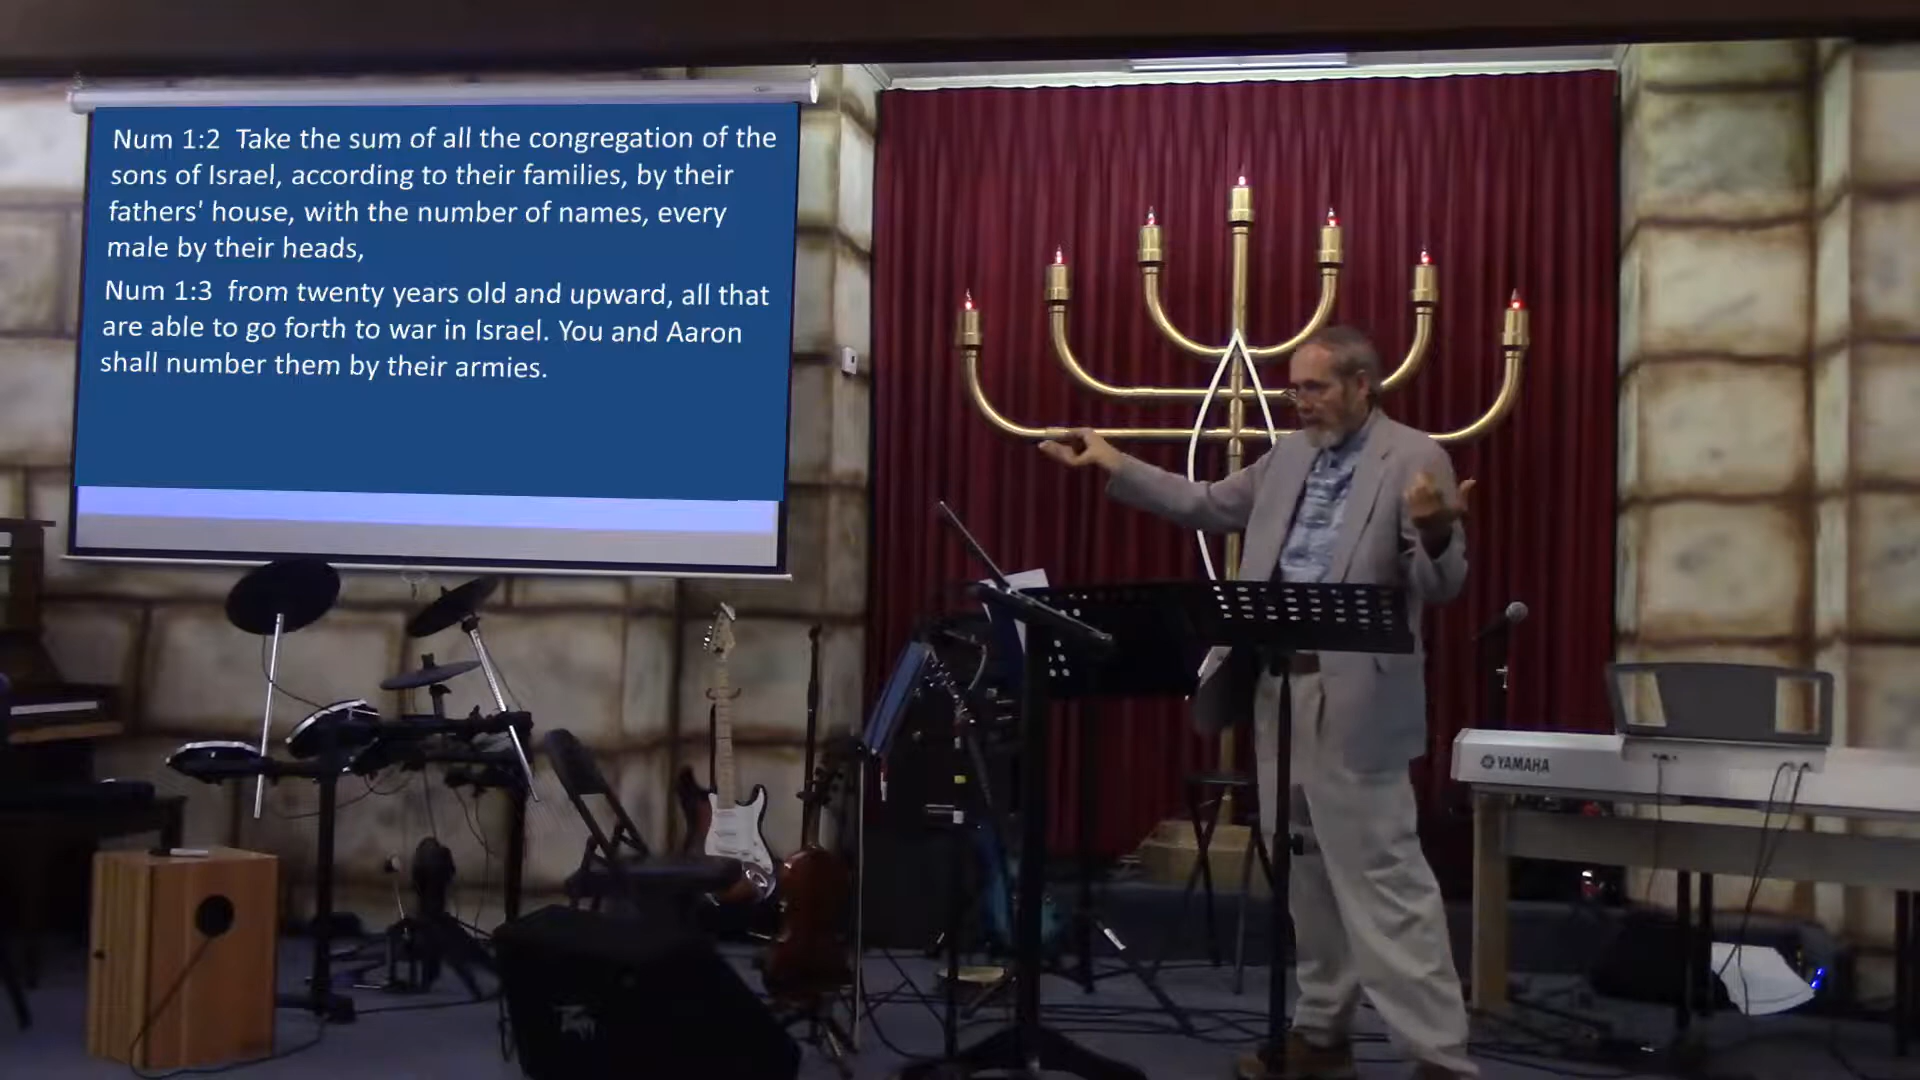 Num 1:2 Take the sum of all the congregation of the
sons of Israel, according to their families, by their
fathers' house, with the number of names, every
male by their heads,
Num 1:3 from twenty years old and upward, all that
are able to go forth to war in Israel. You and Aaron
shall number them by their armies.
YAMAHA